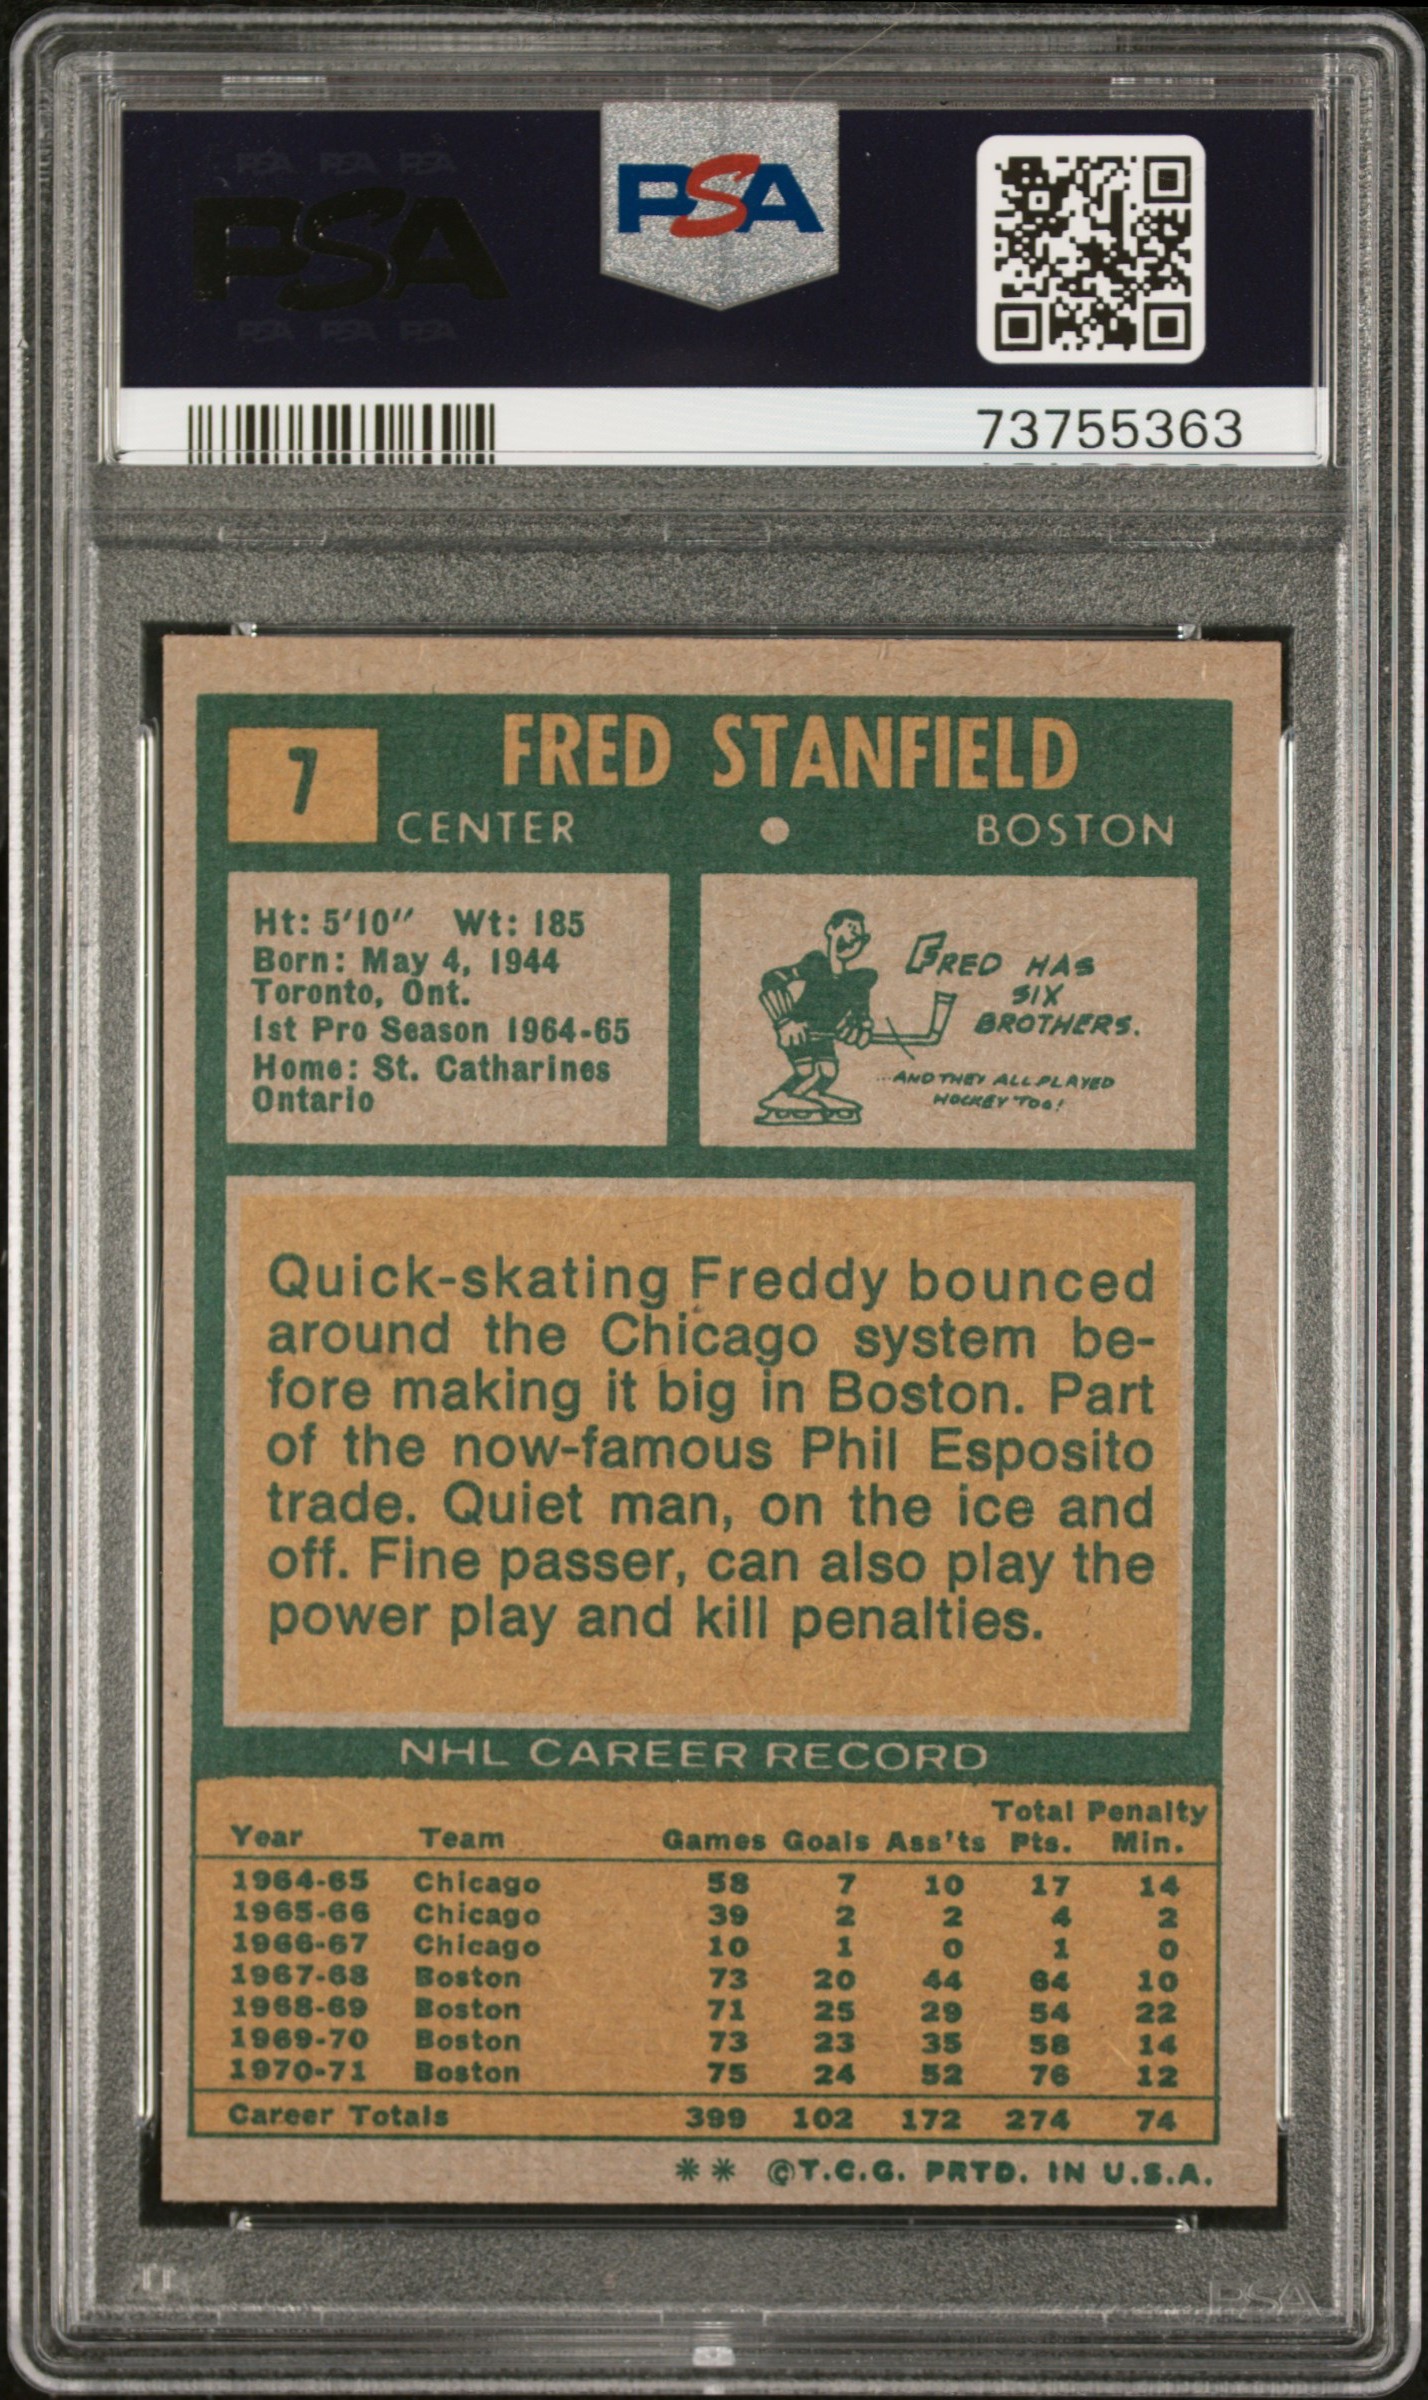 PSA PSA PSA
PSA
PSA PSA PSA
PSA
73755363
7
FRED STANFIELD
CENTER BOSTON
Ht: 5'10" Wt: 185
Born: May 4, 1944
Toronto, Ont.
1st Pro Season 1964-65
Home: St. Catharines
Ontario
FRED HAS
SIX
BROTHERS.
...AND THEY ALL PLAYED
HOCKEY TOO!
Quick-skating Freddy bounced
around the Chicago system be-
fore making it big in Boston. Part
of the now-famous Phil Esposito
trade. Quiet man, on the ice and
off. Fine passer, can also play the
power play and kill penalties.
NHL CAREER RECORD
Total Penalty
Year Team Games Goals Ass'ts Pts. Min.
1964-65 Chicago 58 7 10 17 14
1965-66 Chicago 39 2 2 4 2
1966-67 Chicago 10 1 0 1 0
1967-68 Boston 73 20 44 64 10
1968-69 Boston 71 25 29 54 22
1969-70 Boston 73 23 35 58 14
1970-71 Boston 75 24 52 76 12
Career Totals 399 102 172 274 74
** ©T.C.G. PRTD. IN U.S.A.
PSA